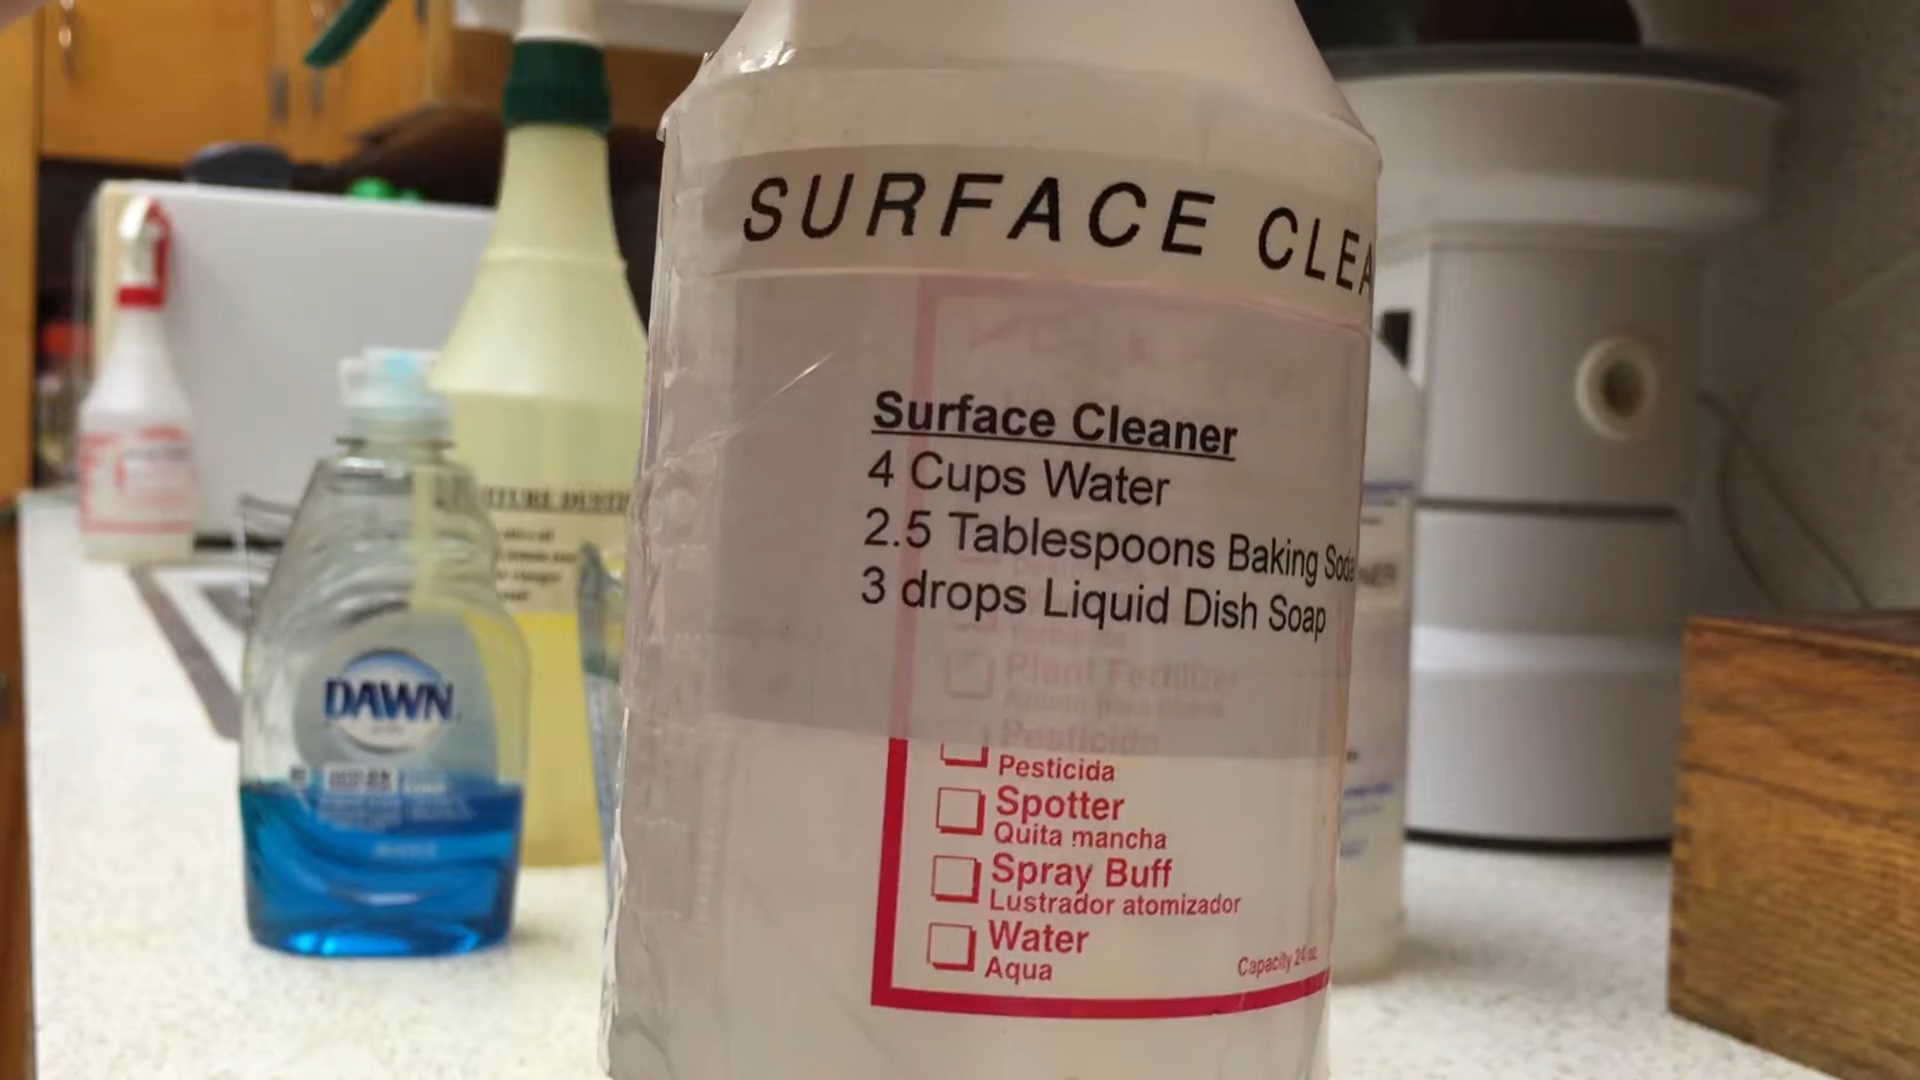 SURFACE CLEA
Surface Cleaner
4 Cups Water
2.5 Tablespoons Baking Soda
3 drops Liquid Dish Soap
Plant Fertilizer
Pesticide
Pesticida
Spotter
Quita mancha
Spray Buff
Lustrador atomizador
Water
Aqua
Capacity 24 oz.
DAWN